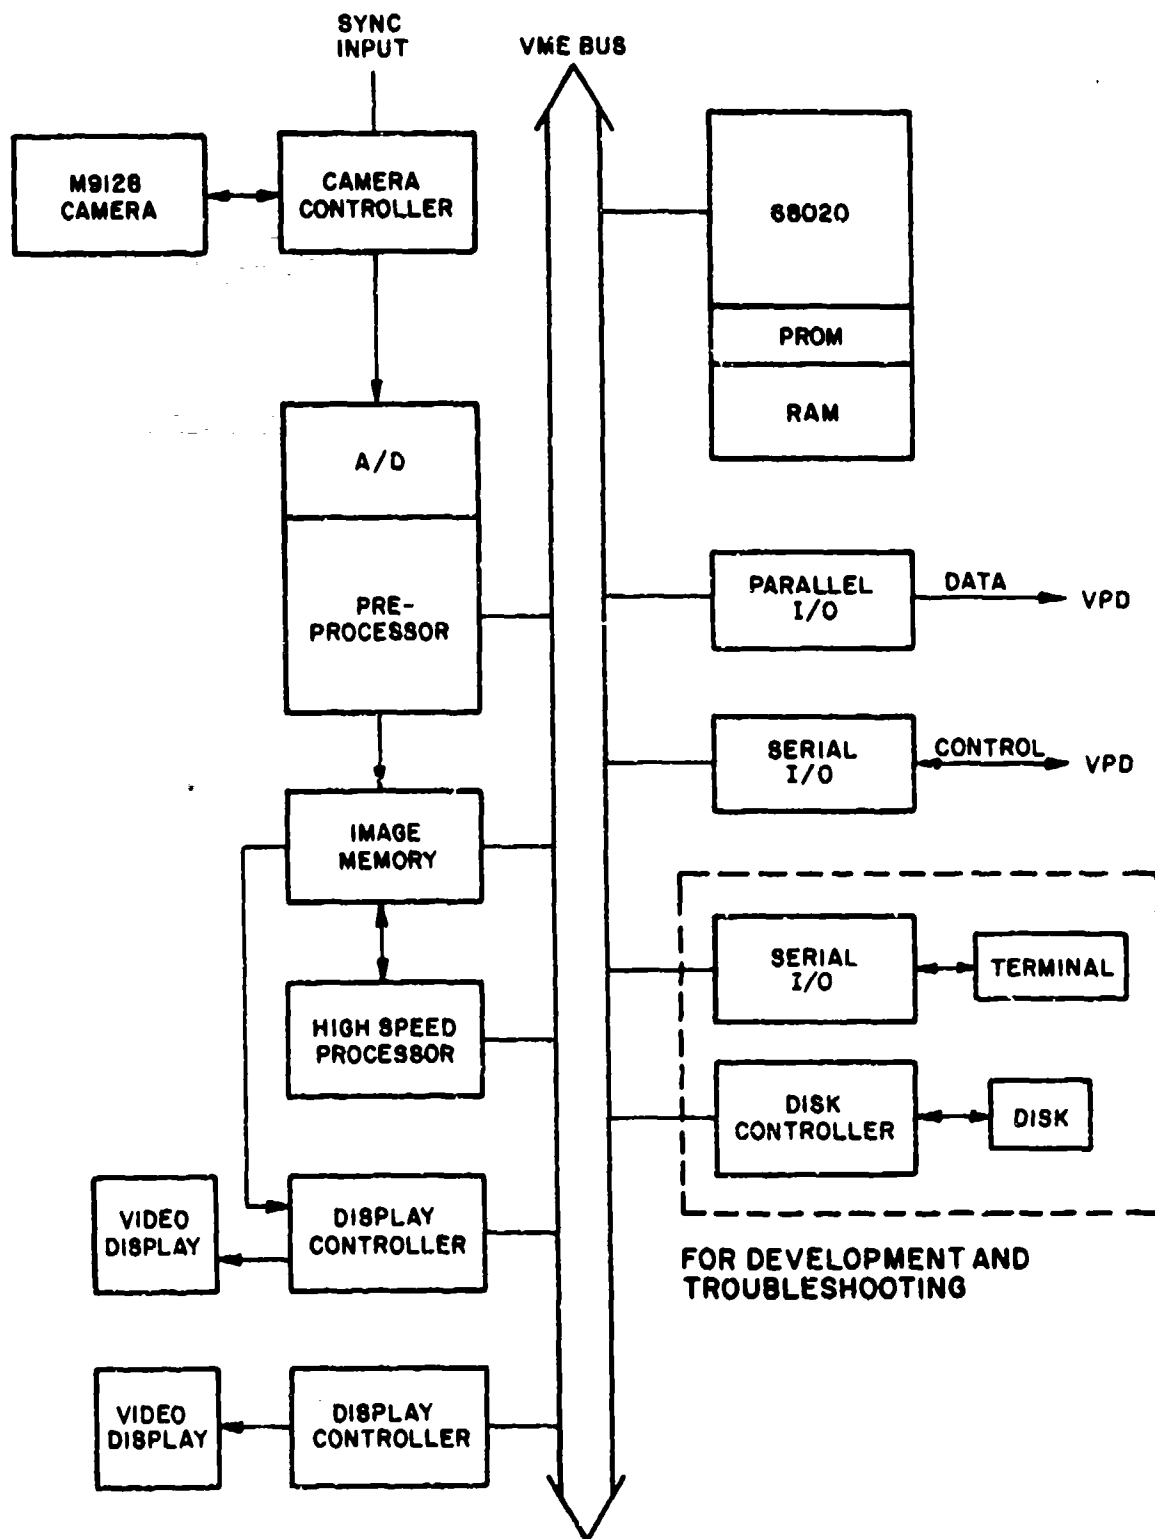 SYNC
INPUT
VME BUS
M9128
CAMERA
CAMERA
CONTROLLER
68020
PROM
RAM
A/D
PRE-
PROCESSOR
PARALLEL
I/O
DATA
VPD
SERIAL
I/O
CONTROL
VPD
IMAGE
MEMORY
SERIAL
I/O
TERMINAL
HIGH SPEED
PROCESSOR
DISK
CONTROLLER
DISK
VIDEO
DISPLAY
DISPLAY
CONTROLLER
FOR DEVELOPMENT AND
TROUBLESHOOTING
VIDEO
DISPLAY
DISPLAY
CONTROLLER